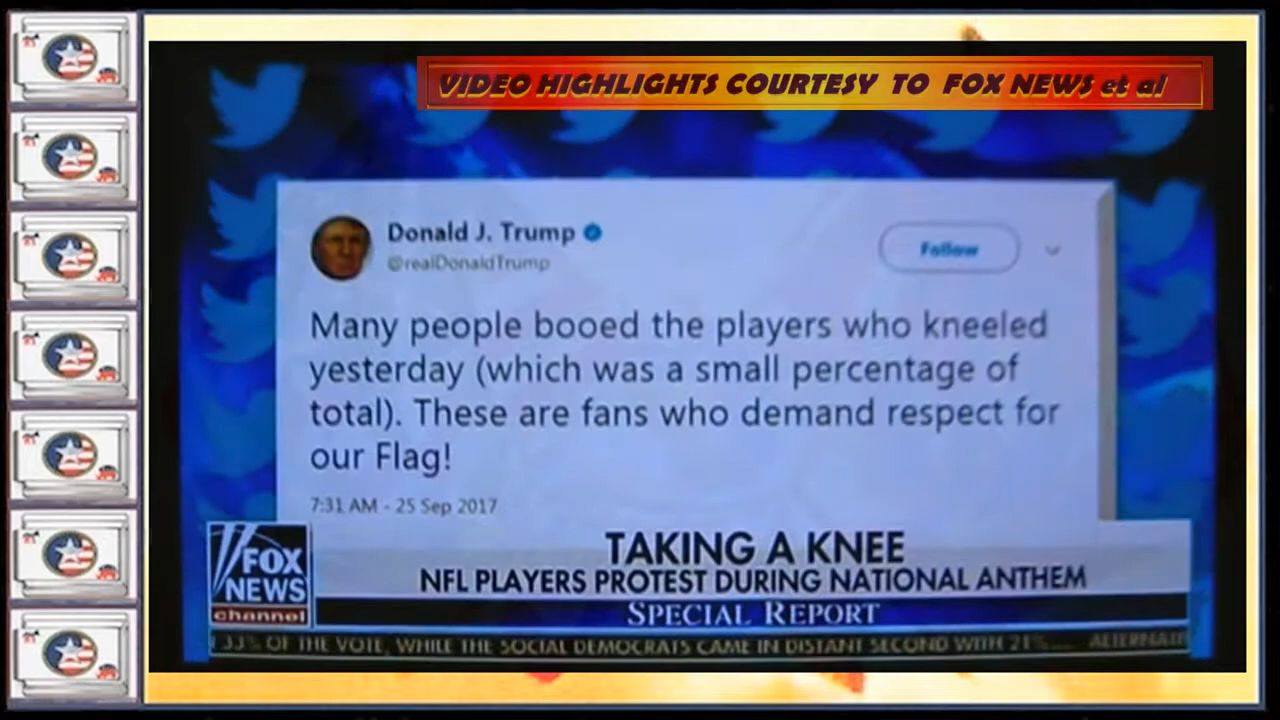 VIDEO HIGHLIGHTS COURTESY TO FOX NEWS et al
Donald J. Trump
@realDonaldTrump
Follow
Many people booed the players who kneeled
yesterday (which was a small percentage of
total). These are fans who demand respect for
our Flag!
7:31 AM - 25 Sep 2017
FOX
NEWS
channel
TAKING A KNEE
NFL PLAYERS PROTEST DURING NATIONAL ANTHEM
SPECIAL REPORT
33% OF THE VOTE, WHILE THE SOCIAL DEMOCRATS CAME IN DISTANT SECOND WITH 21%...